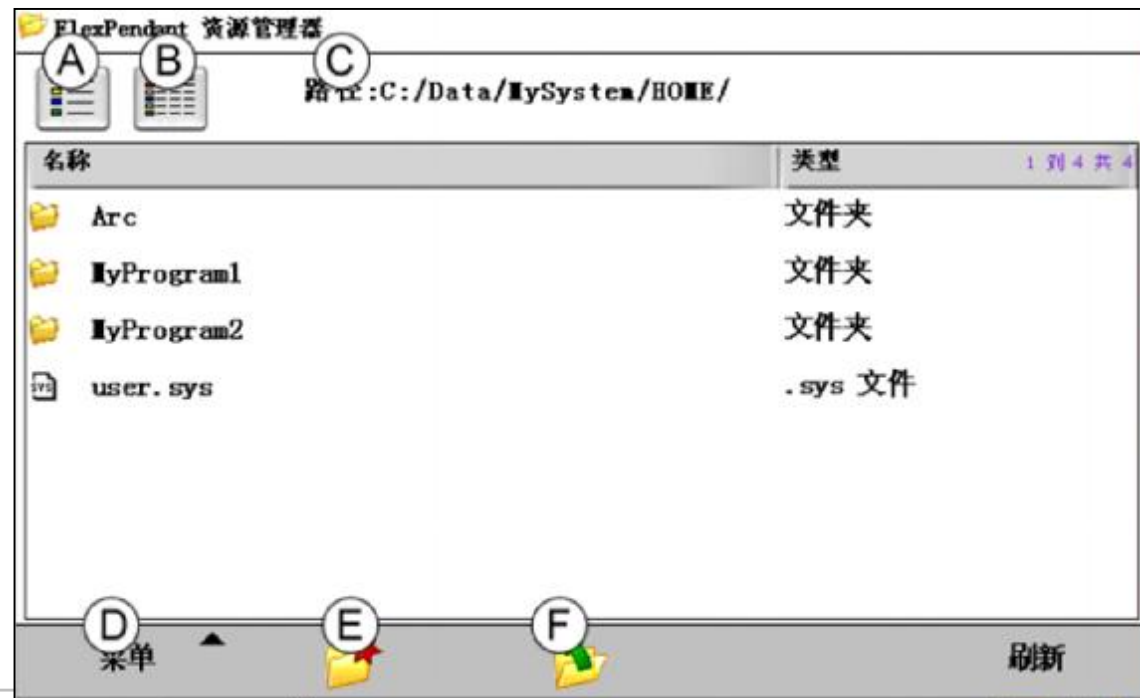 FlexPendant 资源管理器
A B C
路径:C:/Data/MySystem/HOME/
名称 类型 1 到 4 共 4
Arc 文件夹
MyProgram1 文件夹
MyProgram2 文件夹
user.sys .sys 文件
D E F
菜单 刷新